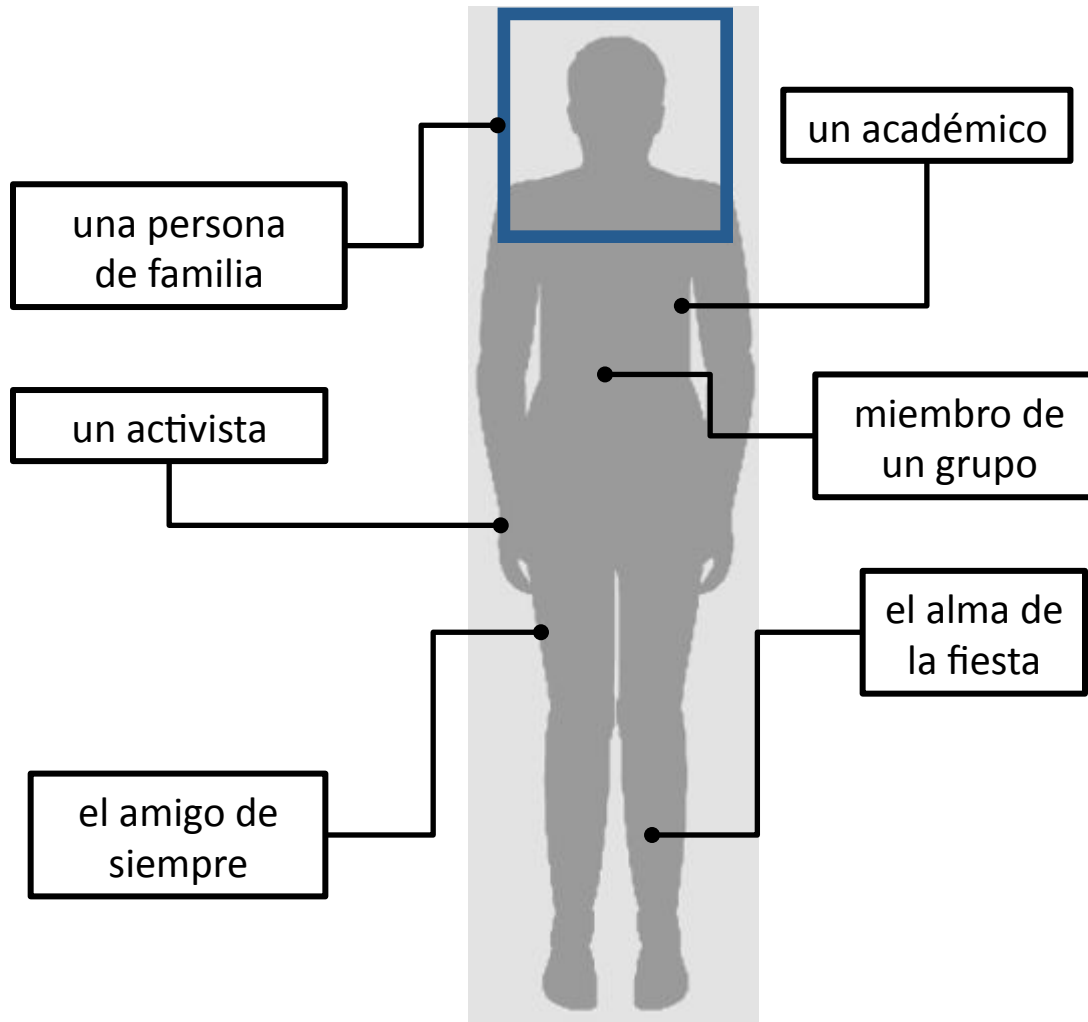 un académico
una persona
de familia
un activista
miembro de
un grupo
el alma de
la fiesta
el amigo de
siempre